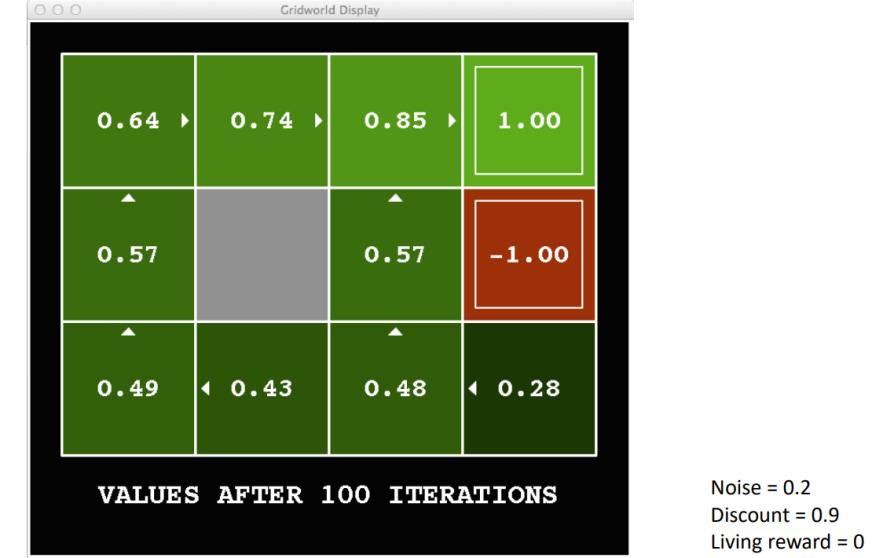 Gridworld Display
0.64 0.74 0.85 1.00
0.57 0.57 -1.00
0.49 0.43 0.48 0.28
VALUES AFTER 100 ITERATIONS
Noise = 0.2
Discount = 0.9
Living reward = 0